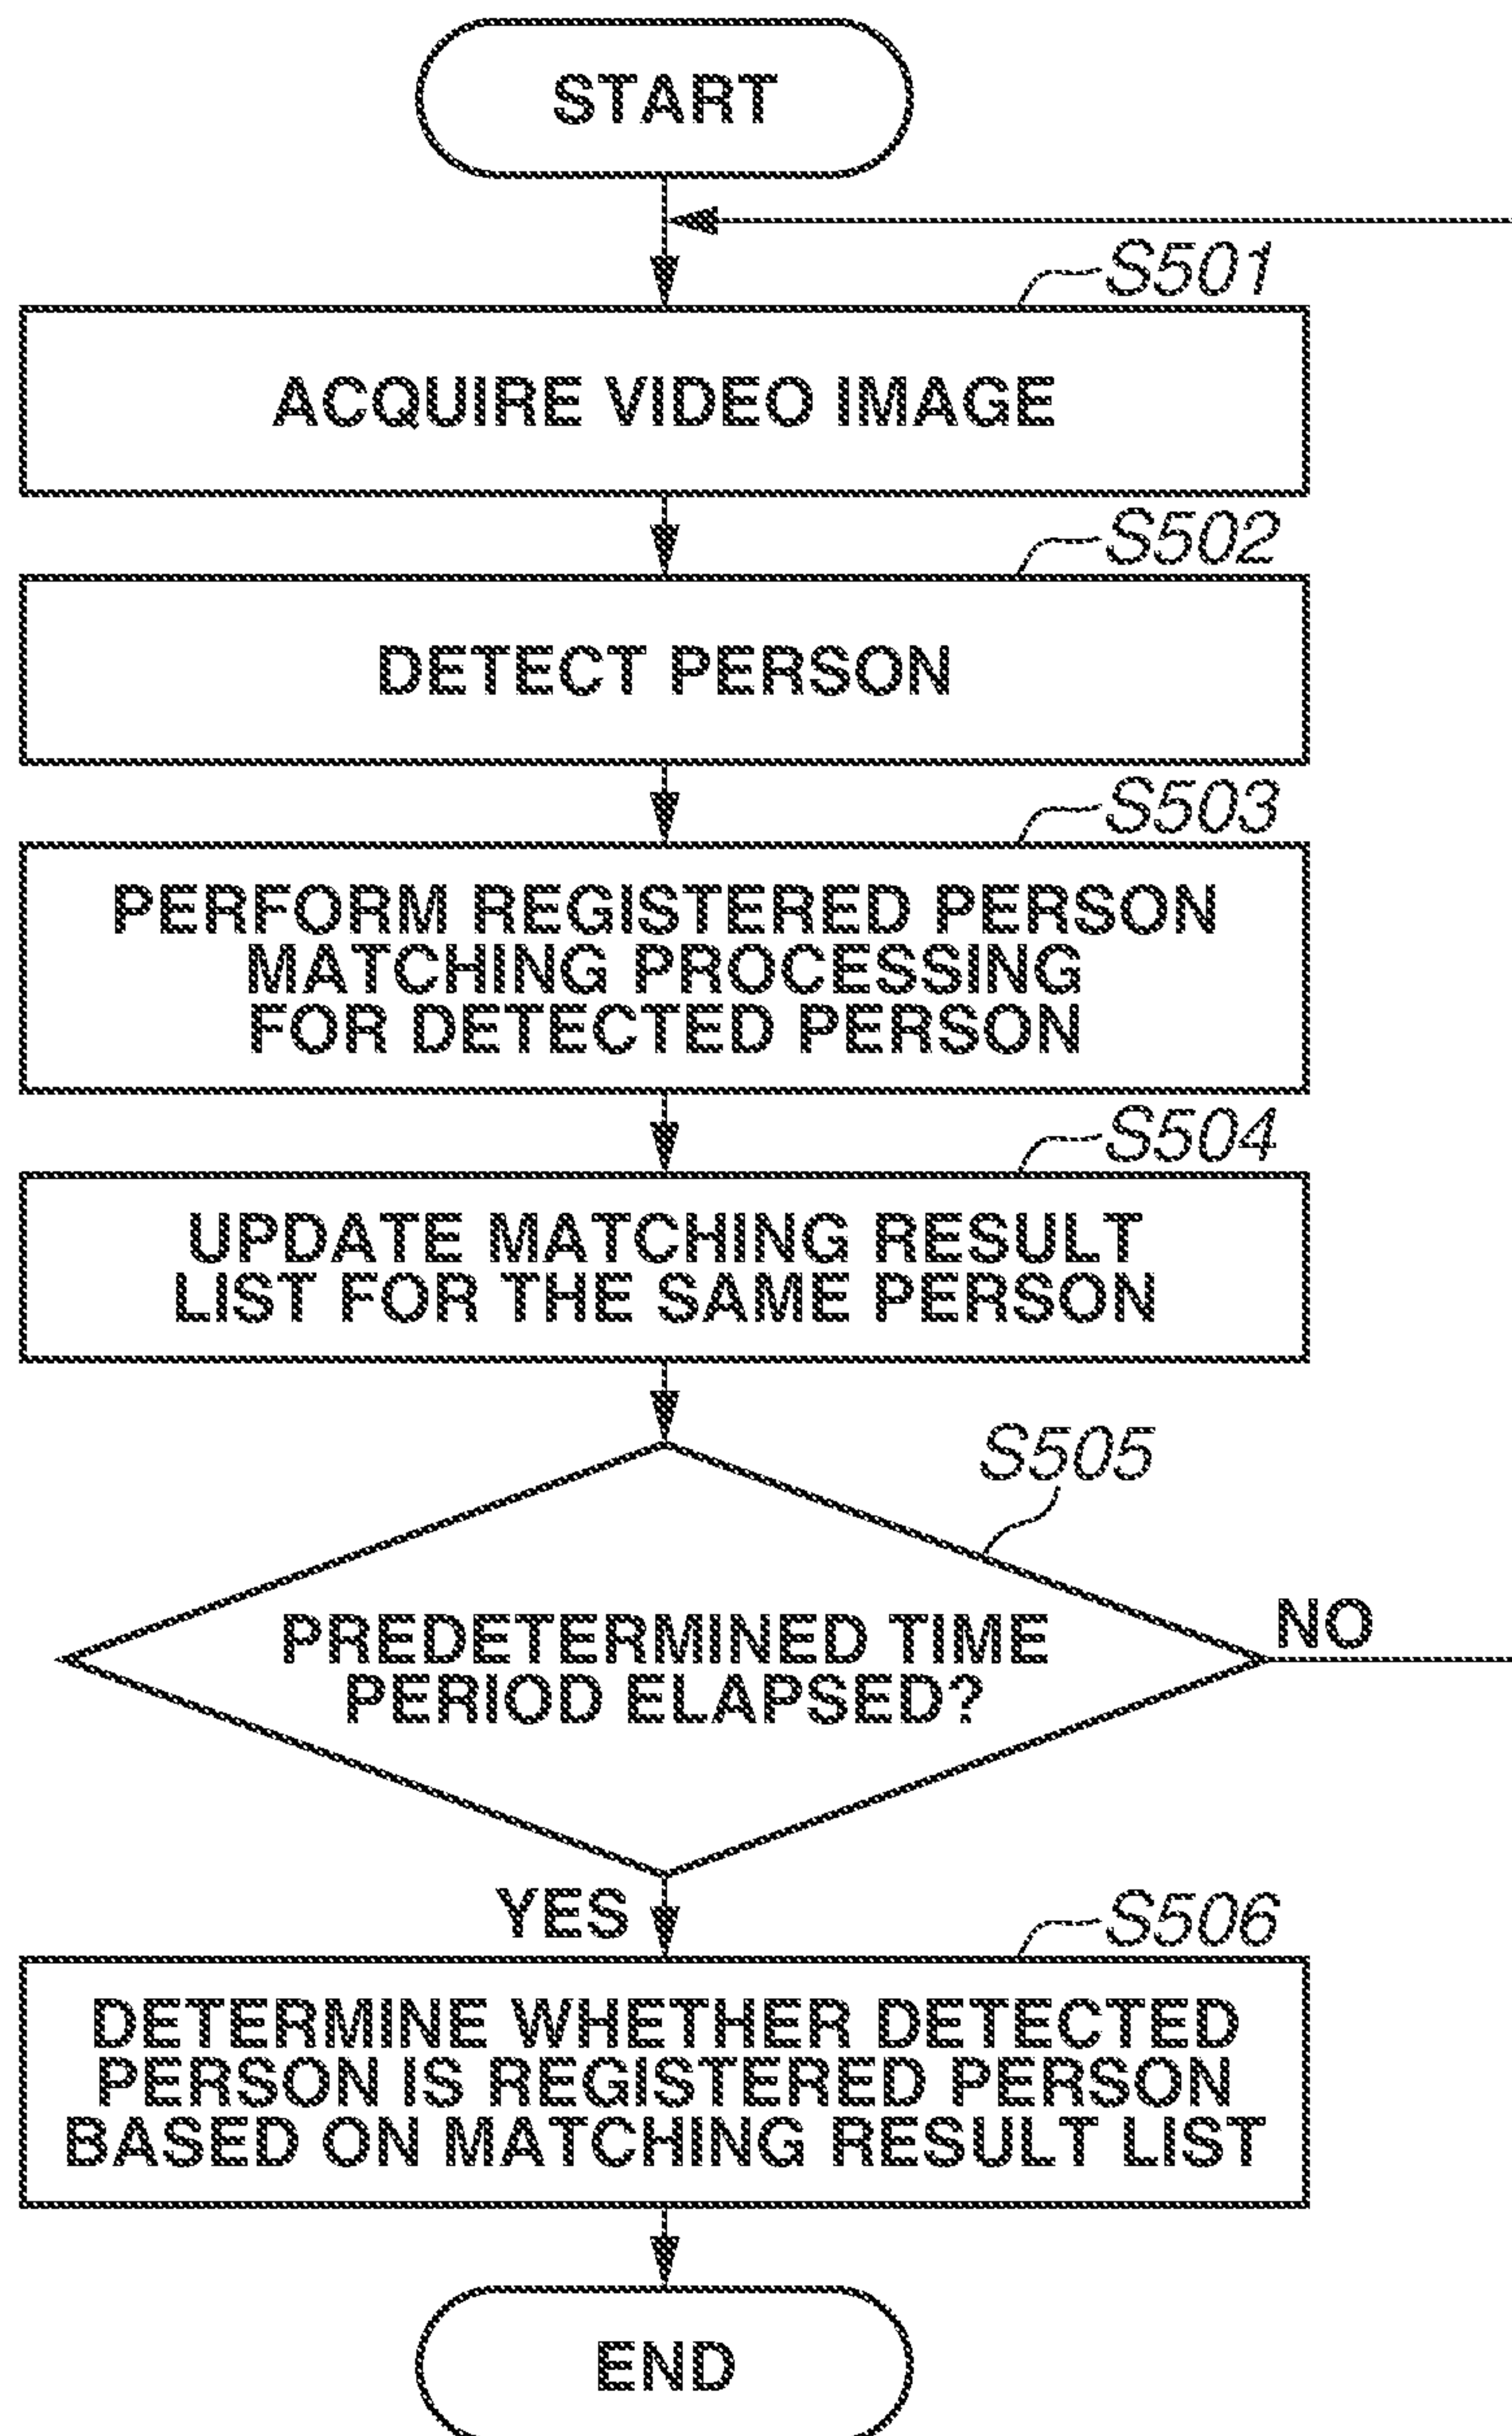 START
S501
ACQUIRE VIDEO IMAGE
S502
DETECT PERSON
S503
PERFORM REGISTERED PERSON
MATCHING PROCESSING
FOR DETECTED PERSON
S504
UPDATE MATCHING RESULT
LIST FOR THE SAME PERSON
S505
PREDETERMINED TIME
PERIOD ELAPSED?
NO
YES
S506
DETERMINE WHETHER DETECTED
PERSON IS REGISTERED PERSON
BASED ON MATCHING RESULT LIST
END